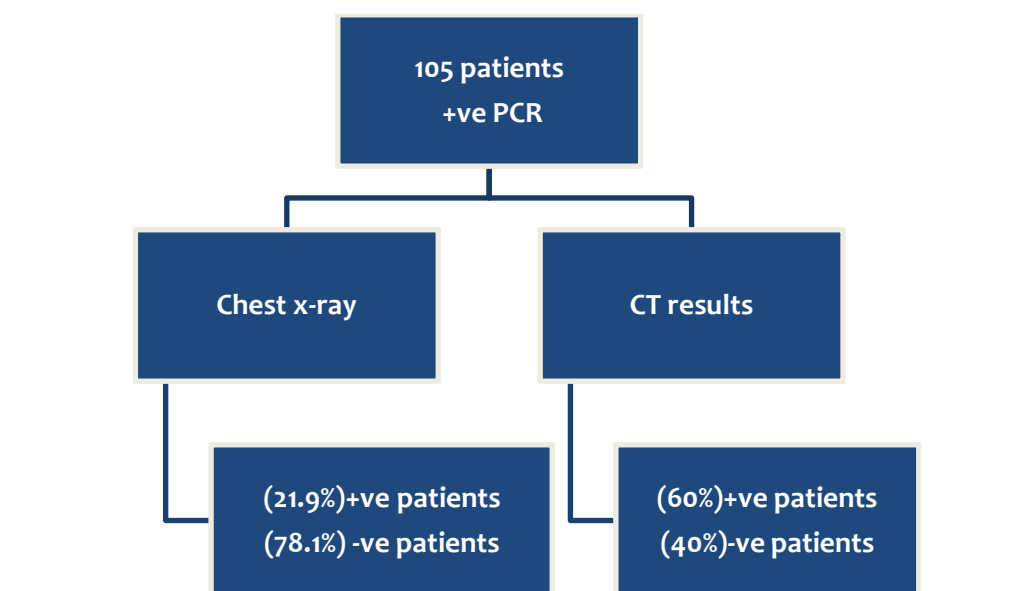 105 patients
+ve PCR
Chest x-ray
CT results
(21.9%)+ve patients
(78.1%) -ve patients
(60%)+ve patients
(40%)-ve patients